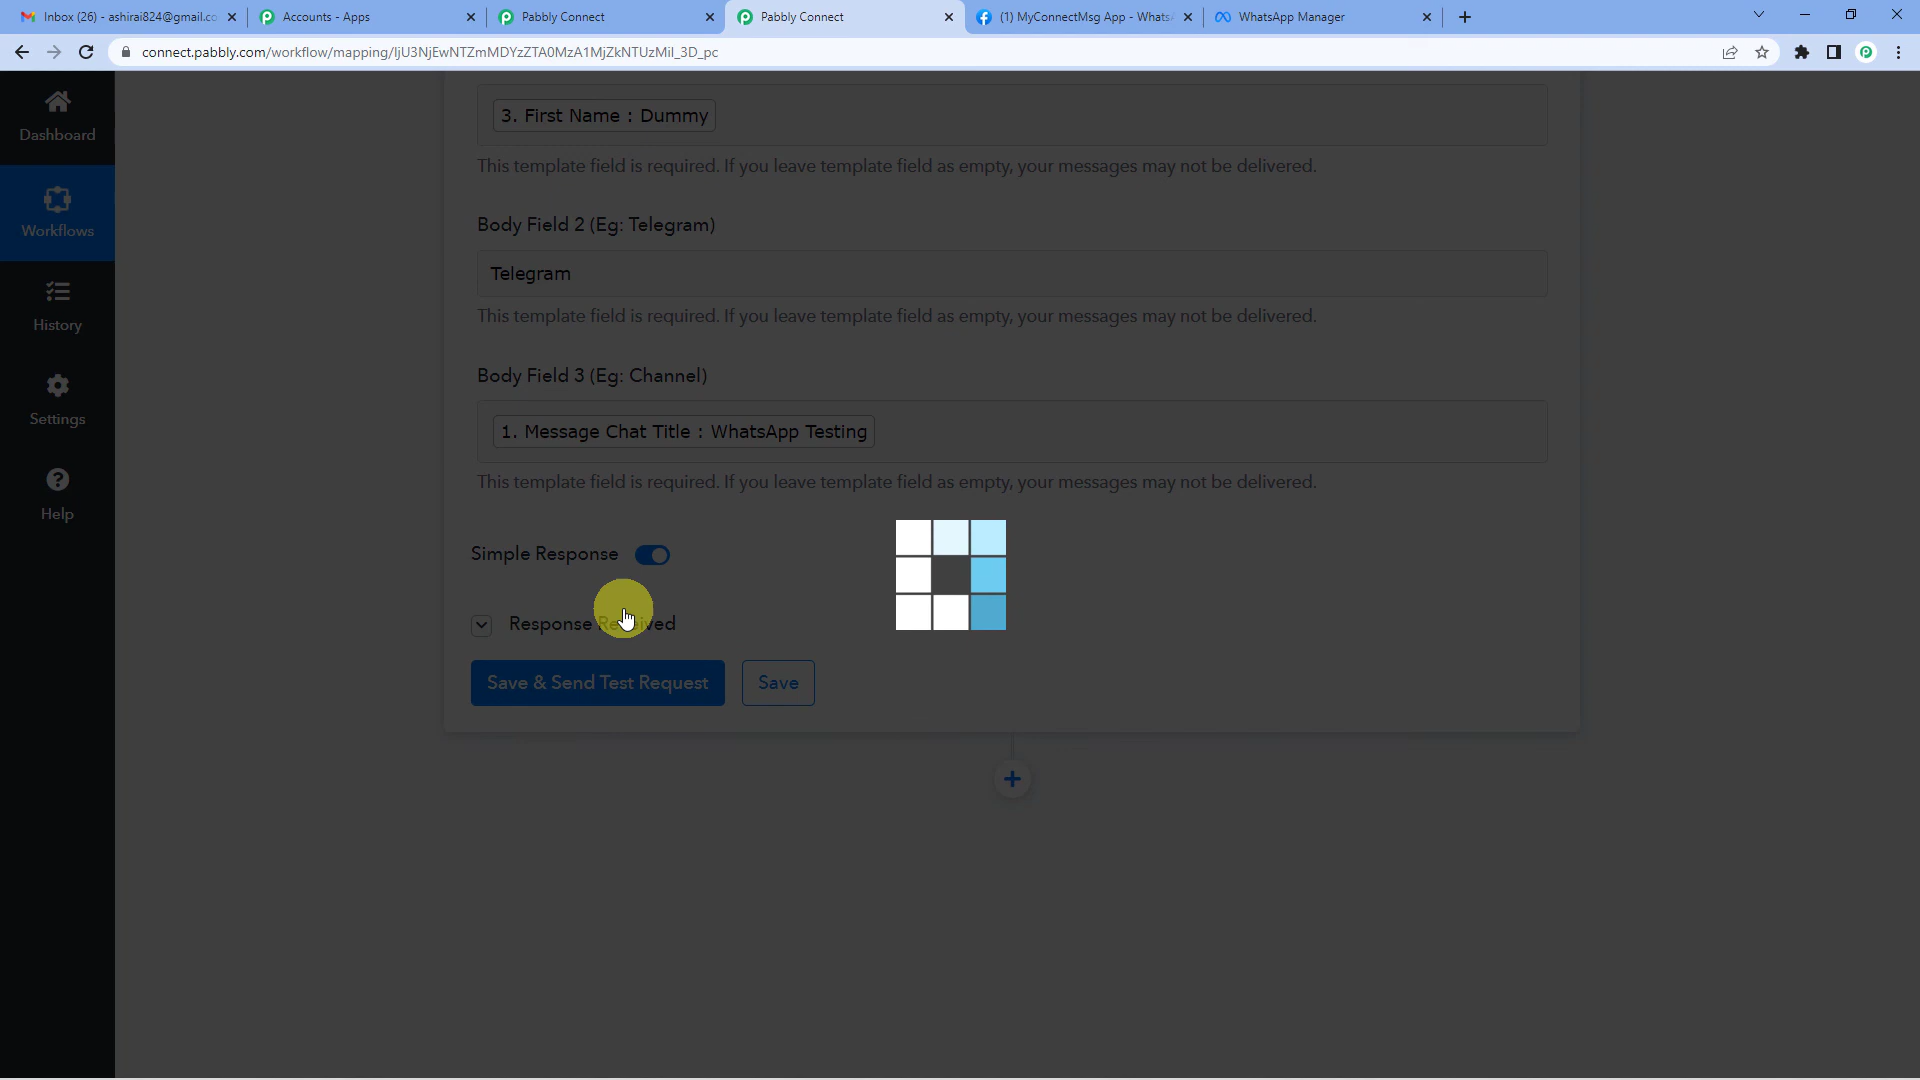 Inbox (26) - ashirai824@gmail.co
Accounts - Apps
Pabbly Connect
Pabbly Connect
(1) MyConnectMsg App - Whats
WhatsApp Manager
connect.pabbly.com/workflow/mapping/IjU3NjEwNTZmMDYzZTA0MzA1MjZkNTUzMiI_3D_pc
Dashboard
Workflows
History
Settings
Help
3. First Name : Dummy
This template field is required. If you leave template field as empty, your messages may not be delivered.
Body Field 2 (Eg: Telegram)
Telegram
This template field is required. If you leave template field as empty, your messages may not be delivered.
Body Field 3 (Eg: Channel)
1. Message Chat Title : WhatsApp Testing
This template field is required. If you leave template field as empty, your messages may not be delivered.
Simple Response
Response Received
Save & Send Test Request
Save